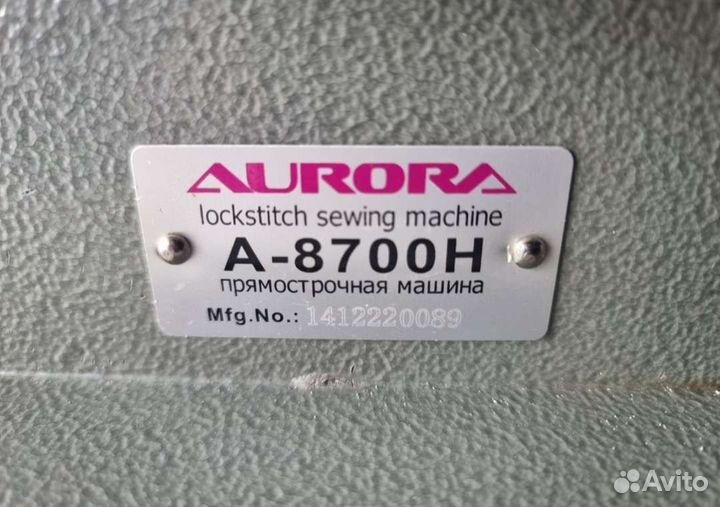 AURORA
lockstitch sewing machine
A-8700H
прямострочная машина
Mfg.No.: 1412220089
Avito